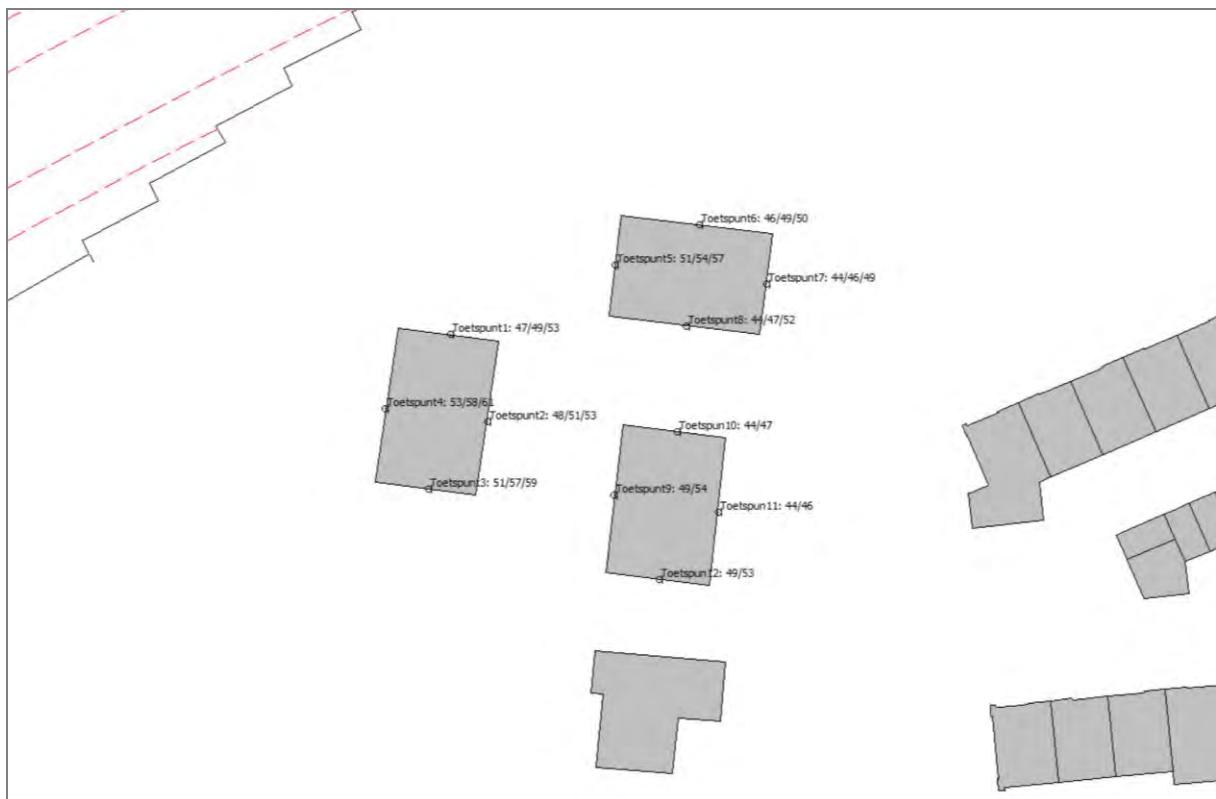 Toetspunt6: 46/49/50
Toetspunt5: 51/54/57
Toetspunt7: 44/46/49
Toetspunt8: 44/47/52
Toetspunt1: 47/49/53
Toetspunt4: 53/58/61
Toetspunt2: 48/51/53
Toetspunt3: 51/57/59
Toetspun10: 44/47
Toetspunt9: 49/54
Toetspun11: 44/46
Toetspun12: 49/53